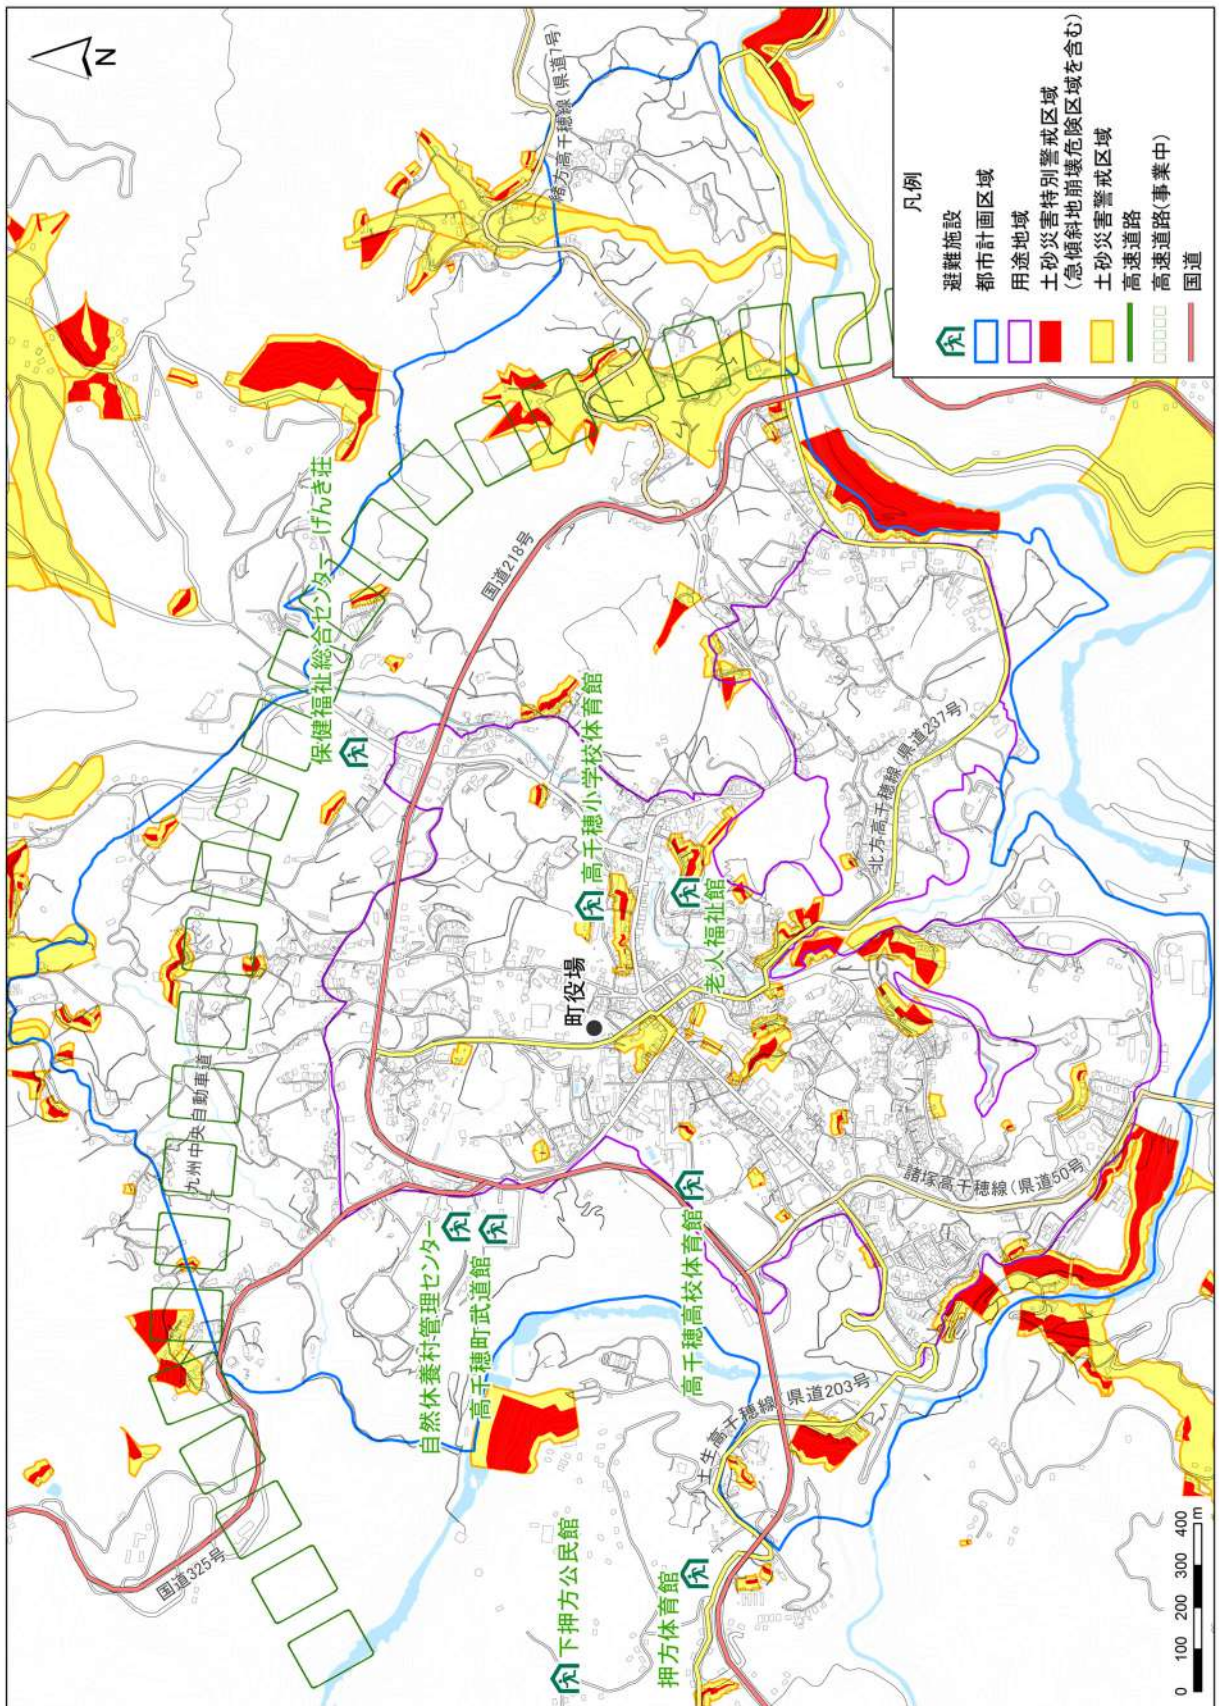 N
緒方高千穂線(県道7号)
保健福祉総合センター げんき荘
国道218号
高千穂小学校体育館
北方高千穂線(県道237号)
老人福祉館
町役場
九州中央自動車道
諸塚高千穂線(県道50号)
高千穂高校体育館
自然休養村管理センター
高千穂町武道館
土生高千穂線(県道203号)
国道325号
下押方公民館
押方体育館
凡例
避難施設
都市計画区域
用途地域
土砂災害特別警戒区域
(急傾斜地崩壊危険区域を含む)
土砂災害警戒区域
高速道路
高速道路(事業中)
国道
0 100 200 300 400
m